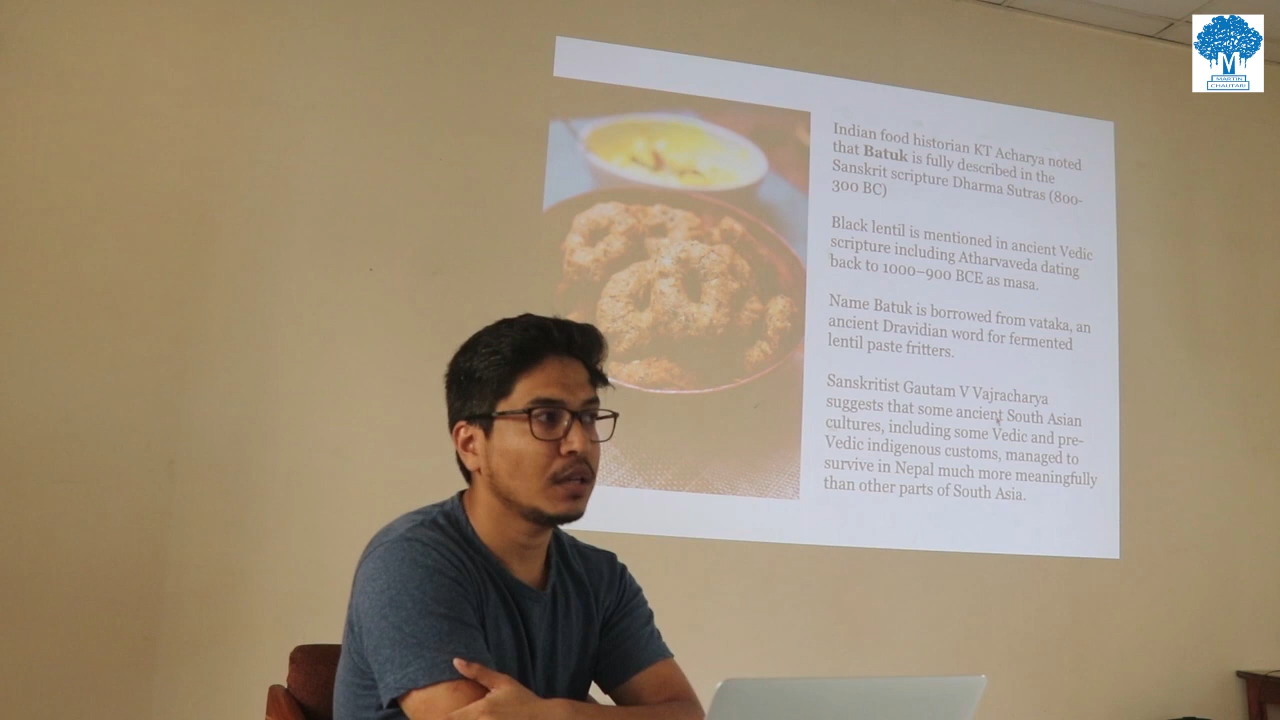 Indian food historian KT Acharya noted
that Batuk is fully described in the
Sanskrit scripture Dharma Sutras (800-
300 BC)
Black lentil is mentioned in ancient Vedic
scripture including Atharvaveda dating
back to 1000–900 BCE as masa.
Name Batuk is borrowed from vataka, an
ancient Dravidian word for fermented
lentil paste fritters.
Sanskritist Gautam V Vajracharya
suggests that some ancient South Asian
cultures, including some Vedic and pre-
Vedic indigenous customs, managed to
survive in Nepal much more meaningfully
than other parts of South Asia.
M
MARTIN
CHAUTARI